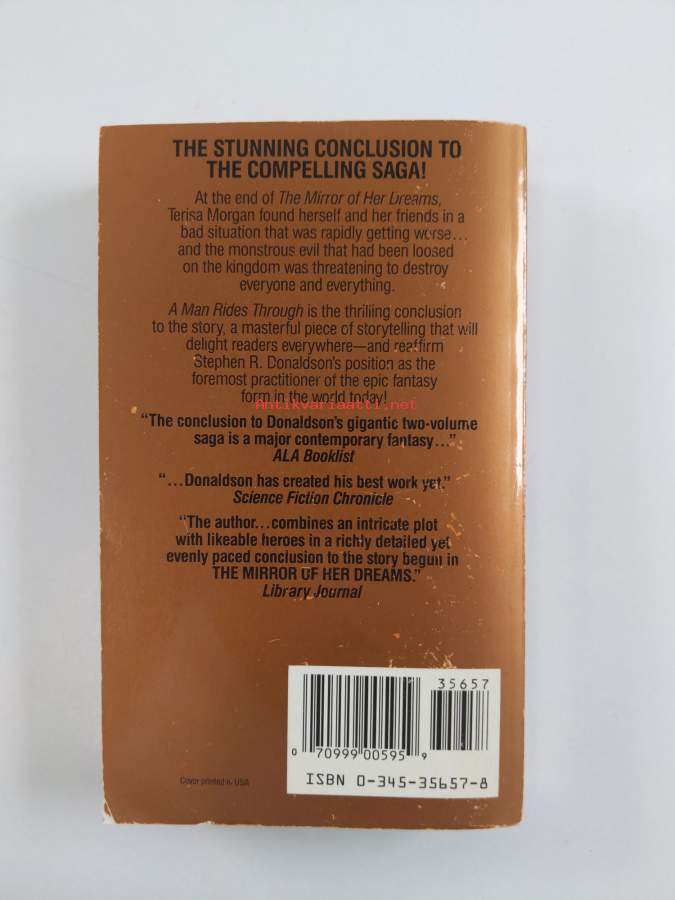 THE STUNNING CONCLUSION TO
THE COMPELLING SAGA!
At the end of The Mirror of Her Dreams,
Terisa Morgan found herself and her friends in a
bad situation that was rapidly getting worse...
and the monstrous evil that had been loosed
on the kingdom was threatening to destroy
everyone and everything.
A Man Rides Through is the thrilling conclusion
to the story, a masterful piece of storytelling that will
delight readers everywhere—and reaffirm
Stephen R. Donaldson's position as the
foremost practitioner of the epic fantasy
form in the world today!
Antikvariaatti.net
“The conclusion to Donaldson's gigantic two-volume
saga is a major contemporary fantasy...”
ALA Booklist
“...Donaldson has created his best work yet.”
Science Fiction Chronicle
“The author...combines an intricate plot
with likeable heroes in a richly detailed yet
evenly paced conclusion to the story begun in
THE MIRROR OF HER DREAMS.”
Library Journal
35657
0 70999 00595 9
ISBN 0-345-35657-8
Cover printed in USA